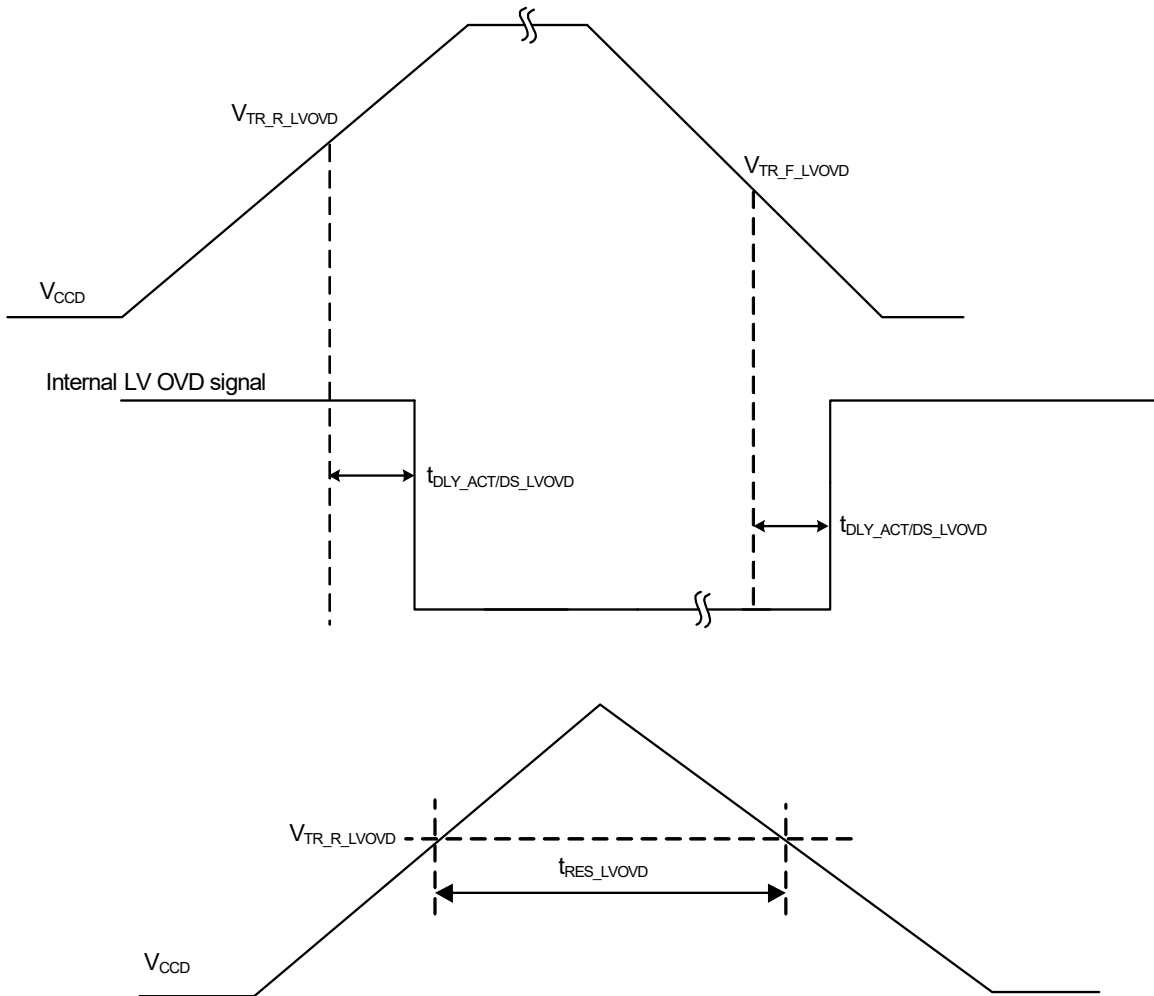 V_TR_R_LVOVD
V_TR_F_LVOVD
V_CCD
Internal LV OVD signal
t_DLY_ACT/DS_LVOVD
t_DLY_ACT/DS_LVOVD
V_TR_R_LVOVD
t_RES_LVOVD
V_CCD